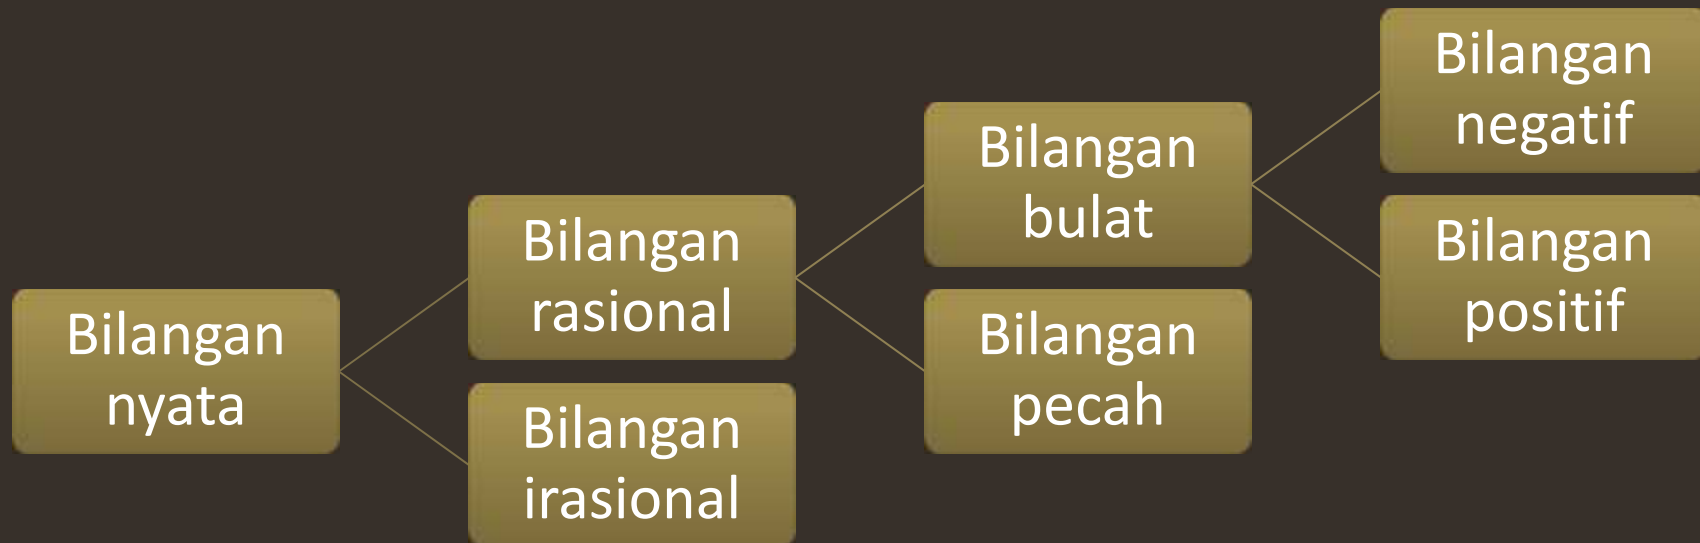 Bilangan
nyata
Bilangan
rasional
Bilangan
irasional
Bilangan
bulat
Bilangan
pecah
Bilangan
negatif
Bilangan
positif